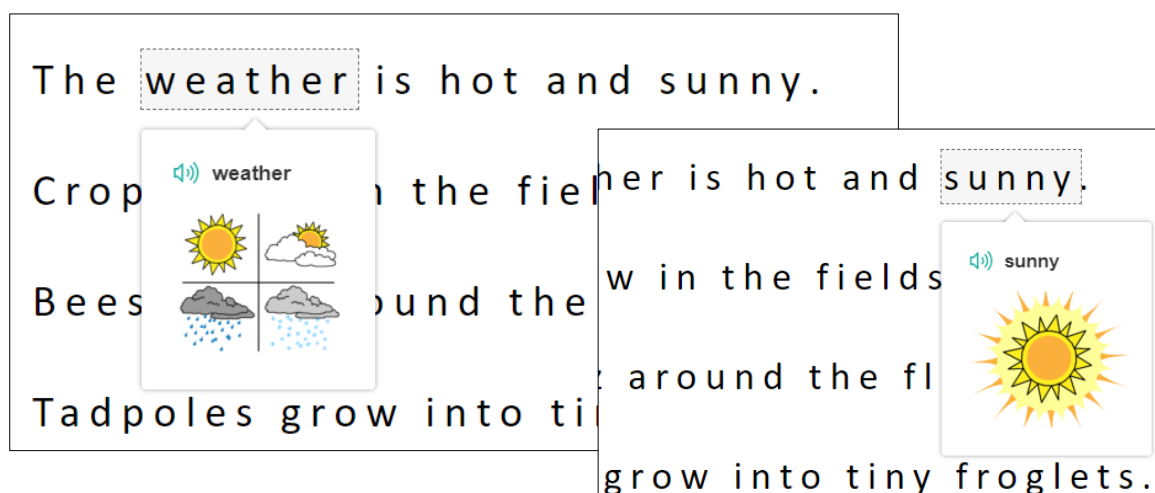 The weather is hot and sunny.
weather
Crop n the fiel
Bees ound the
Tadpoles grow into ti
her is hot and sunny.
sunny
w in the fields
around the fl
grow into tiny froglets.